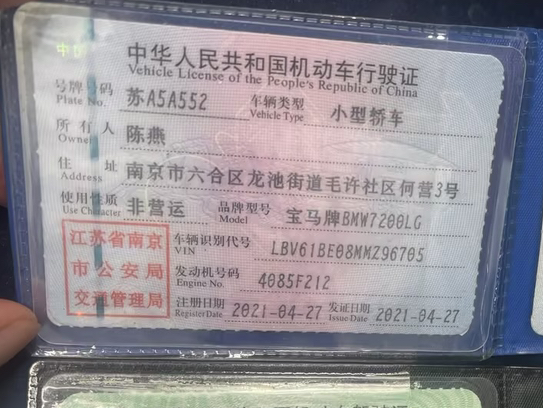 中华人民共和国机动车行驶证
Vehicle License of the People's Republic of China
号牌号码 苏A5A552 车辆类型 小型轿车
Plate No. Vehicle Type
所有人 陈燕
Owner
住址 南京市六合区龙池街道毛许社区何营3号
Address
使用性质 非营运 品牌型号 宝马牌BMW7200LG
Use Character Model
江苏省南京
市公安局
交通管理局
车辆识别代号 LBV61BE08MMZ96705
VIN
发动机号码 4085F212
Engine No.
注册日期 2021-04-27 发证日期 2021-04-27
Register Date Issue Date